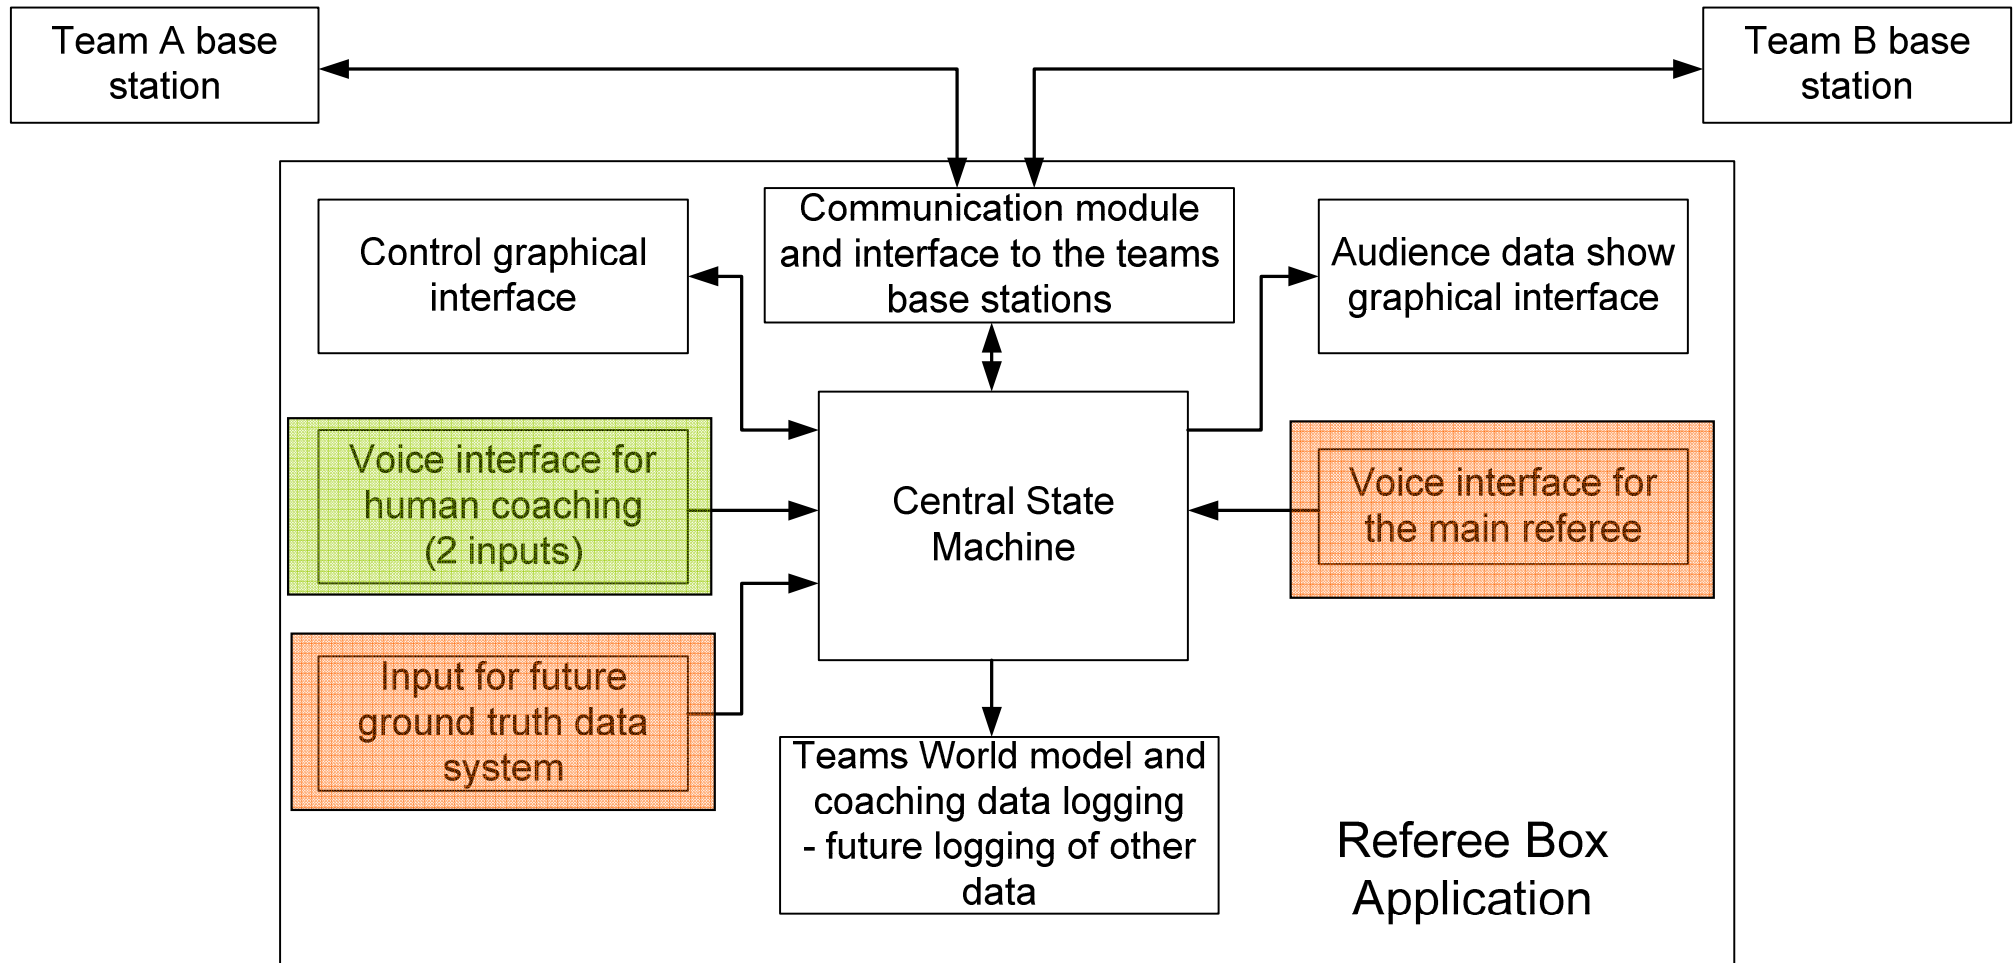 Team A base
station
Team B base
station
Control graphical
interface
Communication module
and interface to the teams
base stations
Audience data show
graphical interface
Voice interface for
human coaching
(2 inputs)
Central State
Machine
Voice interface for
the main referee
Input for future
ground truth data
system
Teams World model and
coaching data logging
- future logging of other
data
Referee Box
Application